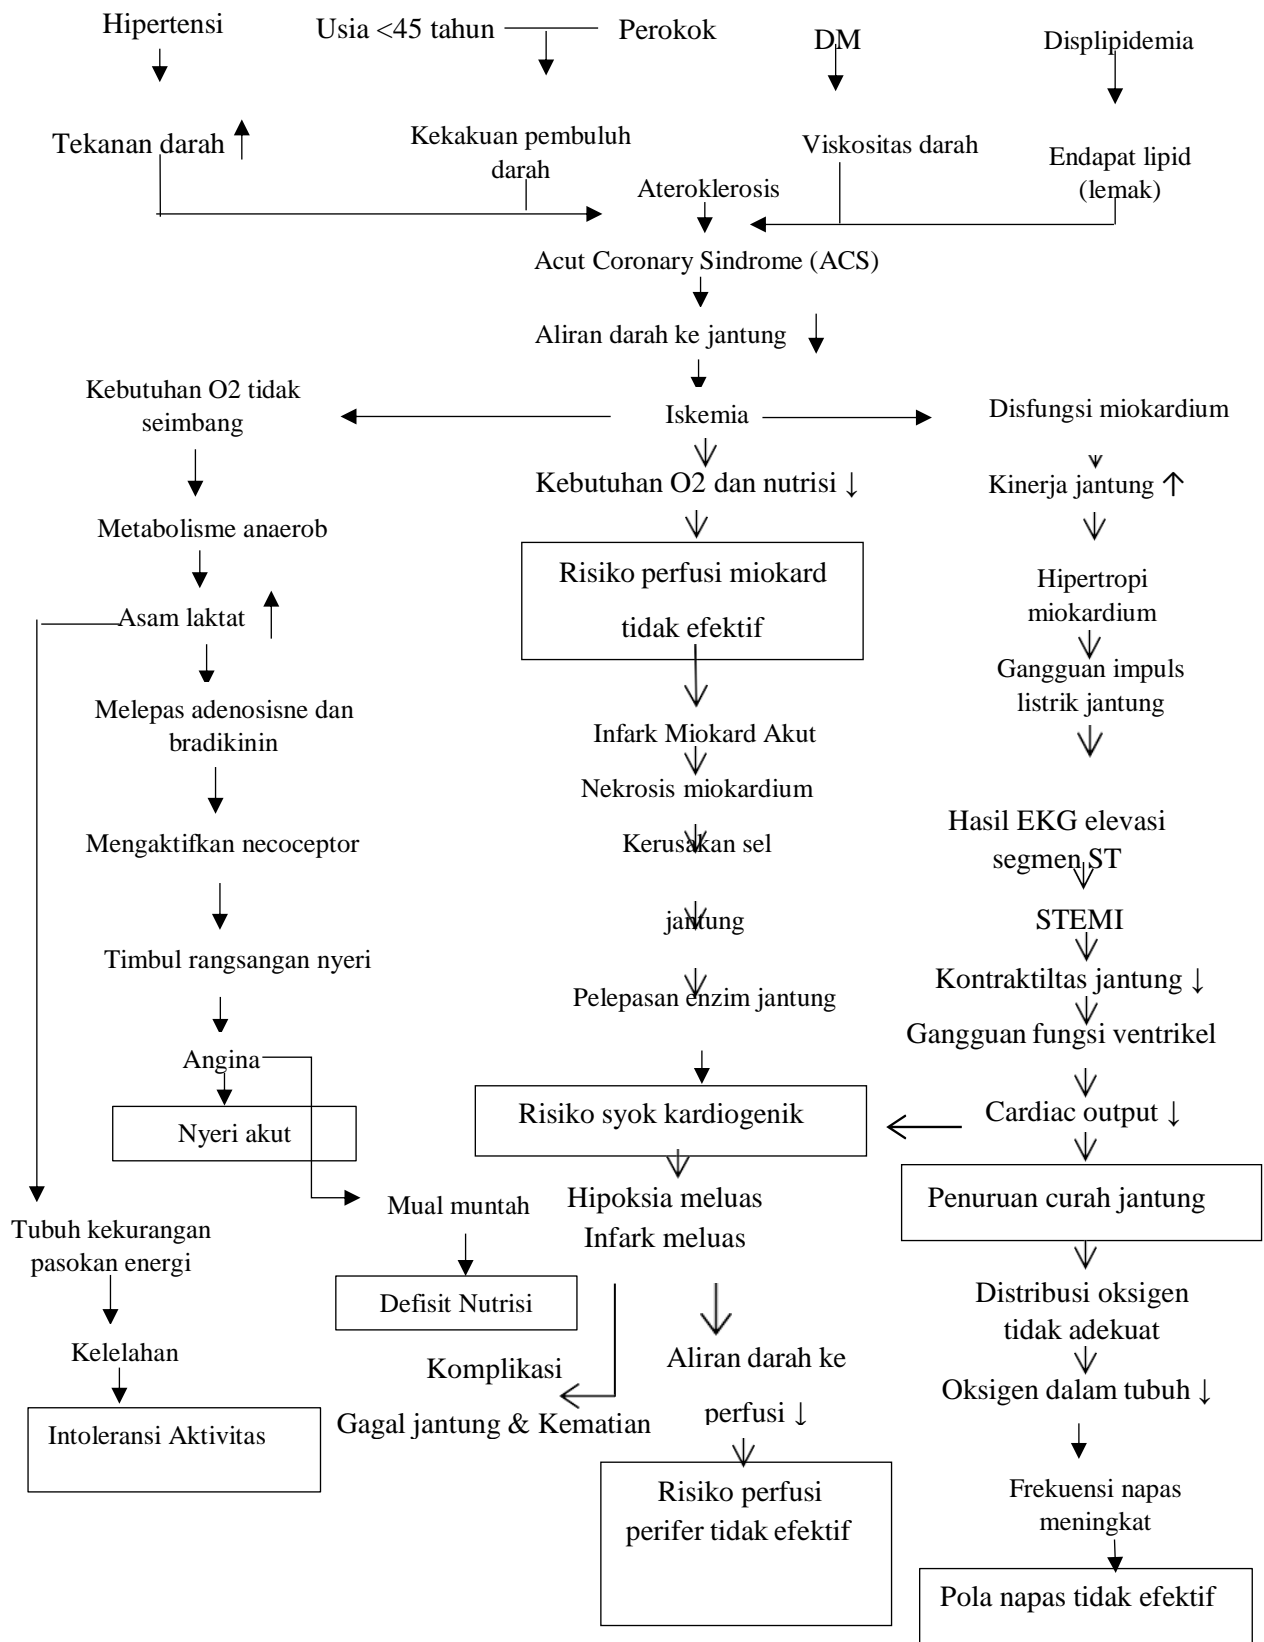 Hipertensi
Usia <45 tahun
Perokok
DM
Displipidemia
Tekanan darah
Kekakuan pembuluh
darah
Viskositas darah
Endapat lipid
(lemak)
Ateroklerosis
Acut Coronary Sindrome (ACS)
Aliran darah ke jantung
Kebutuhan O2 tidak
seimbang
Iskemia
Disfungsi miokardium
Kebutuhan O2 dan nutrisi ↓
Kinerja jantung ↑
Metabolisme anaerob
Risiko perfusi miokard
tidak efektif
Hipertropi
miokardium
Asam laktat
Gangguan impuls
listrik jantung
Melepas adenosisne dan
bradikinin
Infark Miokard Akut
Nekrosis miokardium
Mengaktifkan necoceptor
Kerusakan sel
jantung
Hasil EKG elevasi
segmen ST
STEMI
Timbul rangsangan nyeri
Pelepasan enzim jantung
Kontraktiltas jantung ↓
Gangguan fungsi ventrikel
Angina
Nyeri akut
Risiko syok kardiogenik
Cardiac output ↓
Mual muntah
Hipoksia meluas
Infark meluas
Penuruan curah jantung
Tubuh kekurangan
pasokan energi
Defisit Nutrisi
Distribusi oksigen
tidak adekuat
Kelelahan
Komplikasi
Gagal jantung & Kematian
Aliran darah ke
perfusi ↓
Oksigen dalam tubuh ↓
Intoleransi Aktivitas
Risiko perfusi
perifer tidak efektif
Frekuensi napas
meningkat
Pola napas tidak efektif